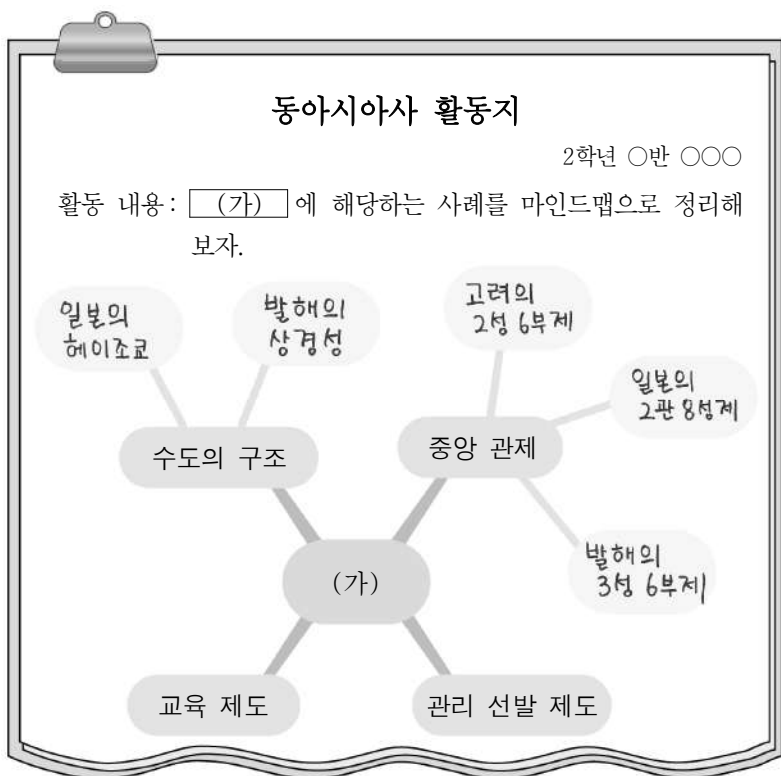 동아시아사 활동지
2학년 ○반 ○○○
활동 내용: (가) 에 해당하는 사례를 마인드맵으로 정리해
보자.
일본의
헤이조쿄
발해의
상경성
고려의
2성 6부제
일본의
2관 8성제
수도의 구조
중앙 관제
발해의
3성 6부제
(가)
교육 제도
관리 선발 제도